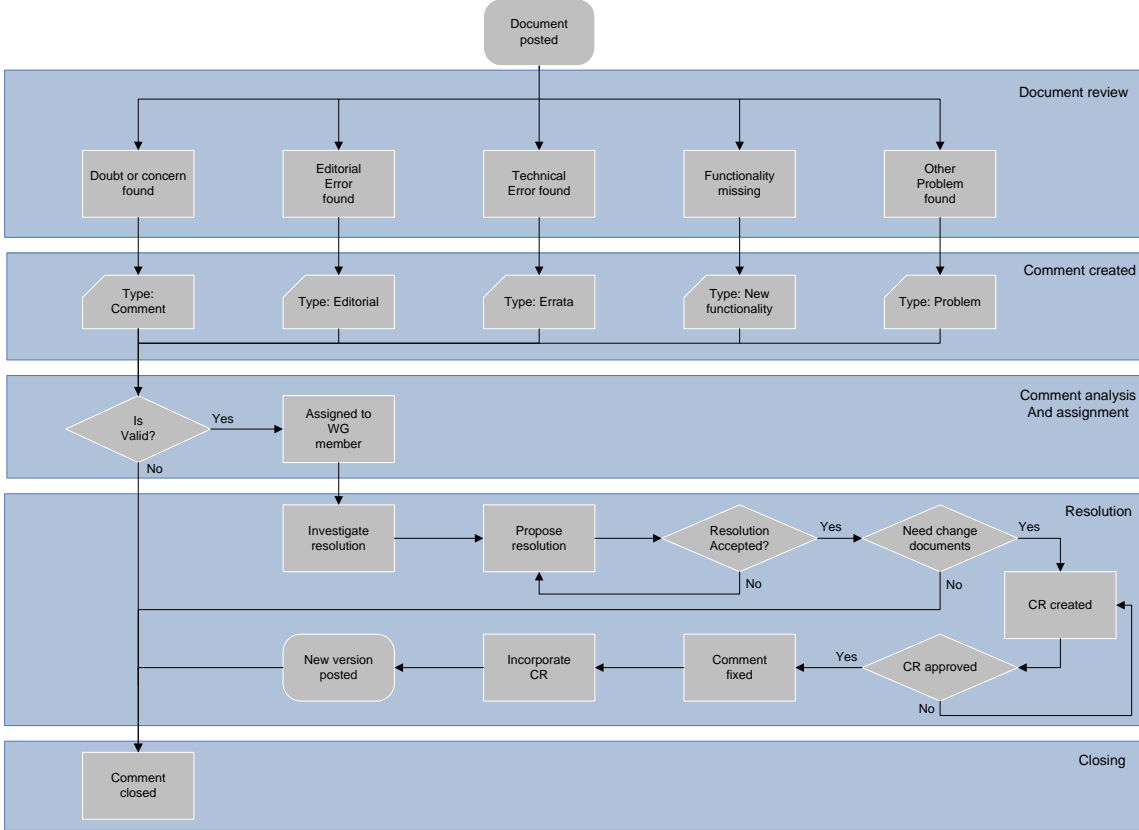 Document
posted
Document review
Doubt or concern
found
Editorial
Error
found
Technical
Error found
Functionality
missing
Other
Problem
found
Comment created
Type:
Comment
Type: Editorial
Type: Errata
Type: New
functionality
Type: Problem
Comment analysis
And assignment
Is
Valid?
Yes
Assigned to
WG
member
No
Resolution
Investigate
resolution
Propose
resolution
Resolution
Accepted?
Yes
Need change
documents
Yes
No
No
CR created
New version
posted
Incorporate
CR
Comment
fixed
Yes
CR approved
No
Closing
Comment
closed